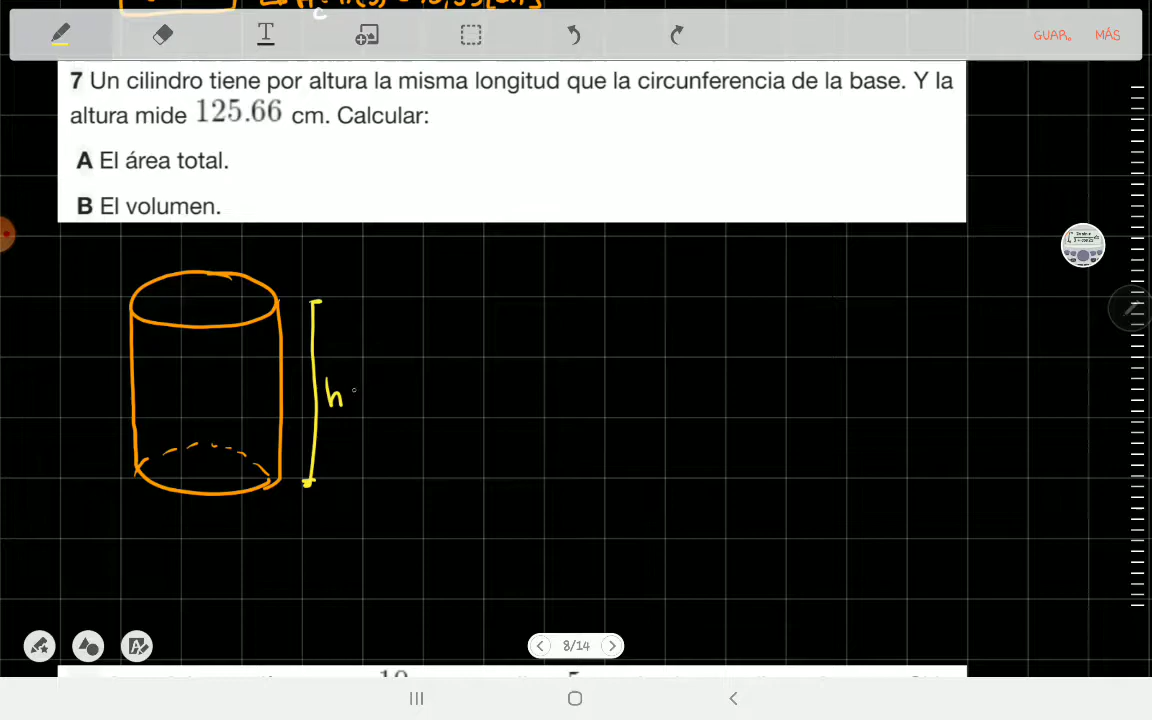 T
GUAR.
MÁS
7 Un cilindro tiene por altura la misma longitud que la circunferencia de la base. Y la
altura mide 125.66 cm. Calcular:
A El área total.
B El volumen.
h
8/14